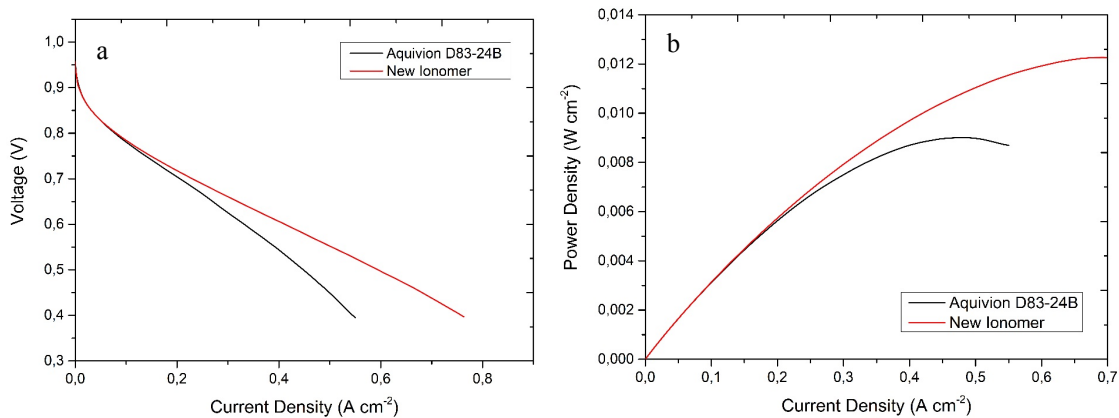 a
Aquivion D83-24B
New Ionomer
Voltage (V)
1,0
0,9
0,8
0,7
0,6
0,5
0,4
0,3
0,0 0,2 0,4 0,6 0,8
Current Density (A cm⁻²)
b
Power Density (W cm⁻²)
0,014
0,012
0,010
0,008
0,006
0,004
0,002
0,000
Aquivion D83-24B
New Ionomer
0,0 0,1 0,2 0,3 0,4 0,5 0,6 0,7
Current Density (A cm⁻²)